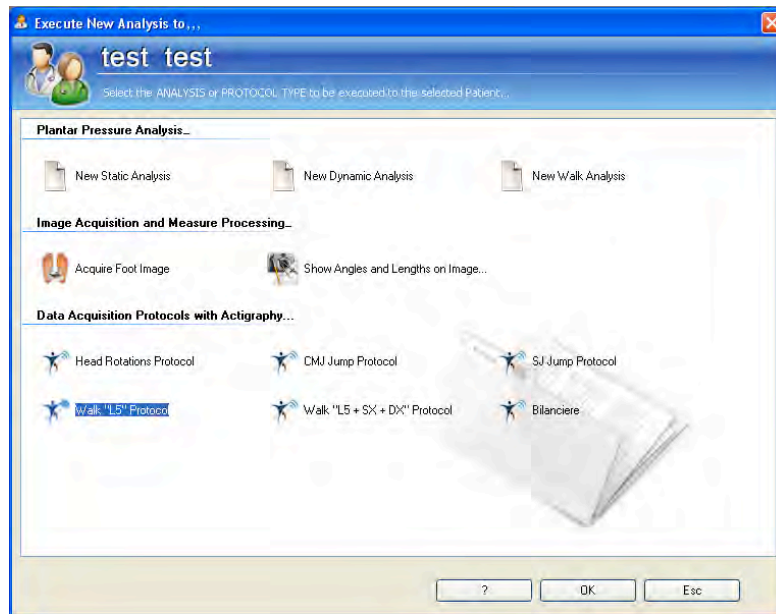 Execute New Analysis to...
test test
Select the ANALYSIS or PROTOCOL TYPE to be executed to the selected Patient...
Plantar Pressure Analysis...
New Static Analysis
New Dynamic Analysis
New Walk Analysis
Image Acquisition and Measure Processing...
Acquire Foot Image
Show Angles and Lengths on Image...
Data Acquisition Protocols with Actigraphy...
Head Rotations Protocol
CMJ Jump Protocol
SJ Jump Protocol
Walk "L5" Protocol
Walk "L5 + SX + DX" Protocol
Bilanciere
?
OK
Esc